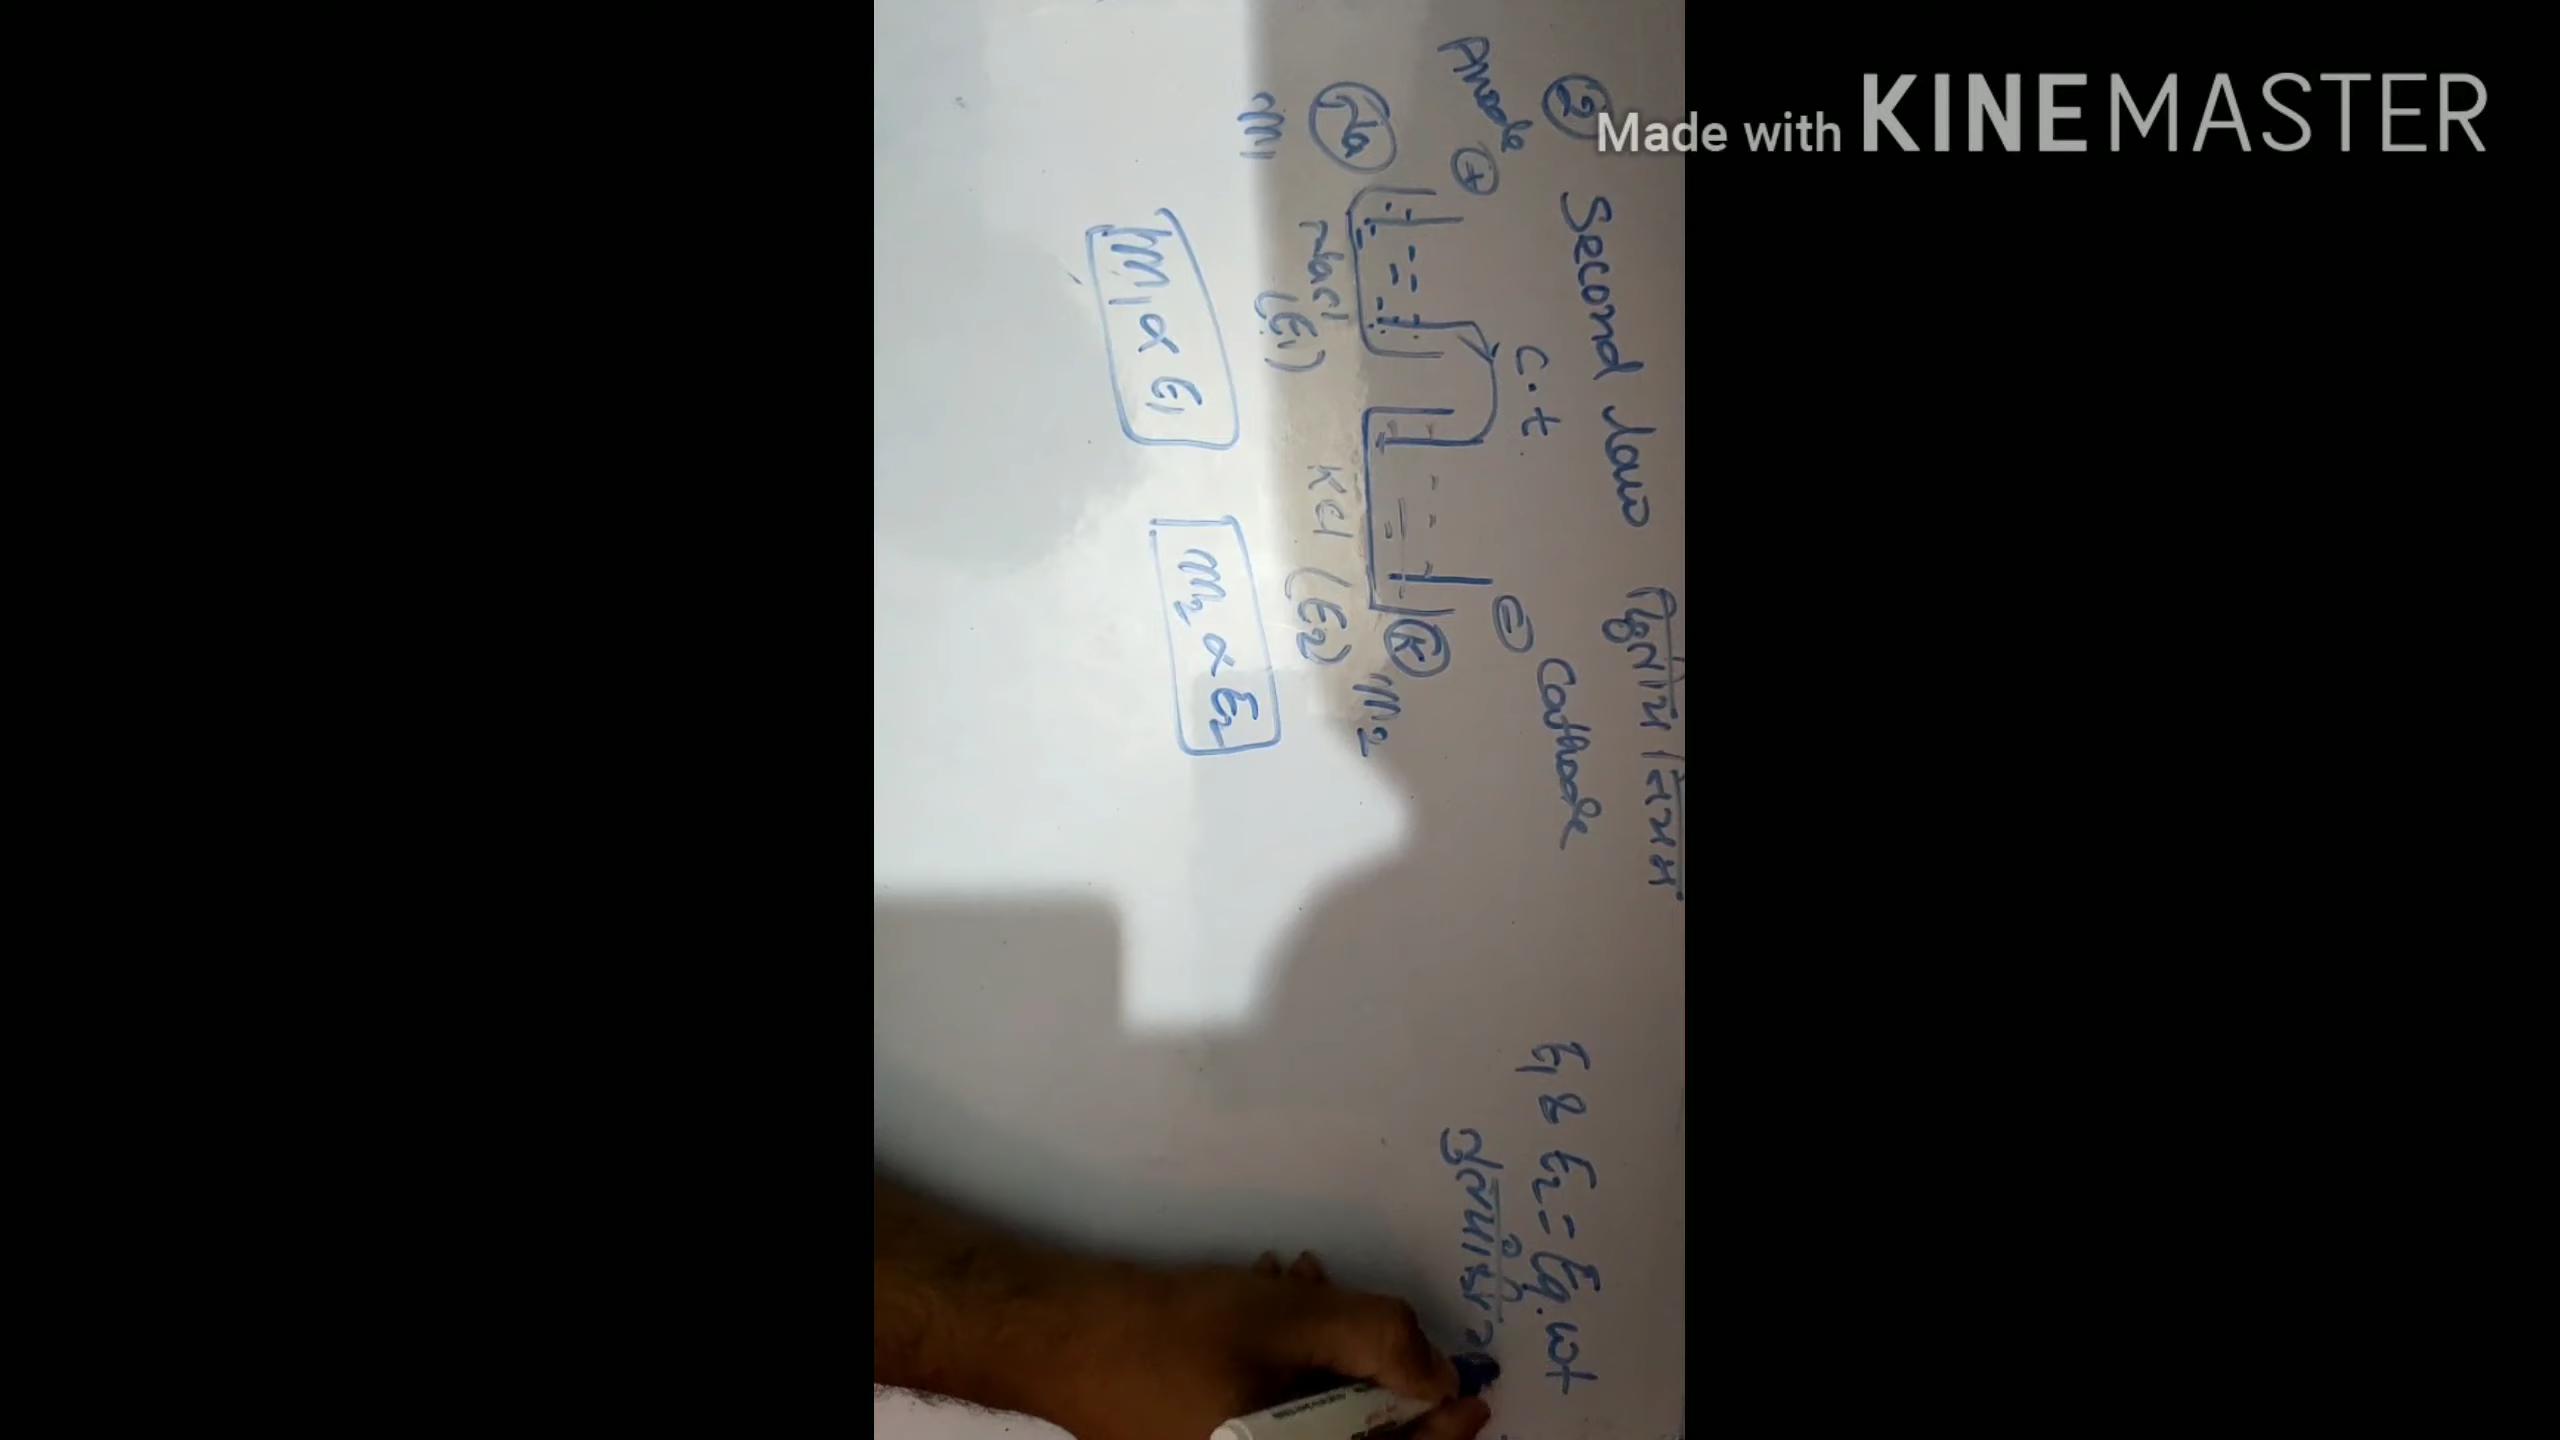 Made with KINEMASTER
② Second law द्वितीय नियम
Anode ⊕
C.t
⊖ Cathode
Na
K
m1
NaCl
(E1)
KCl (E2)
m2
m1 α E1
m2 α E2
E1 & E2 = Eq. wt